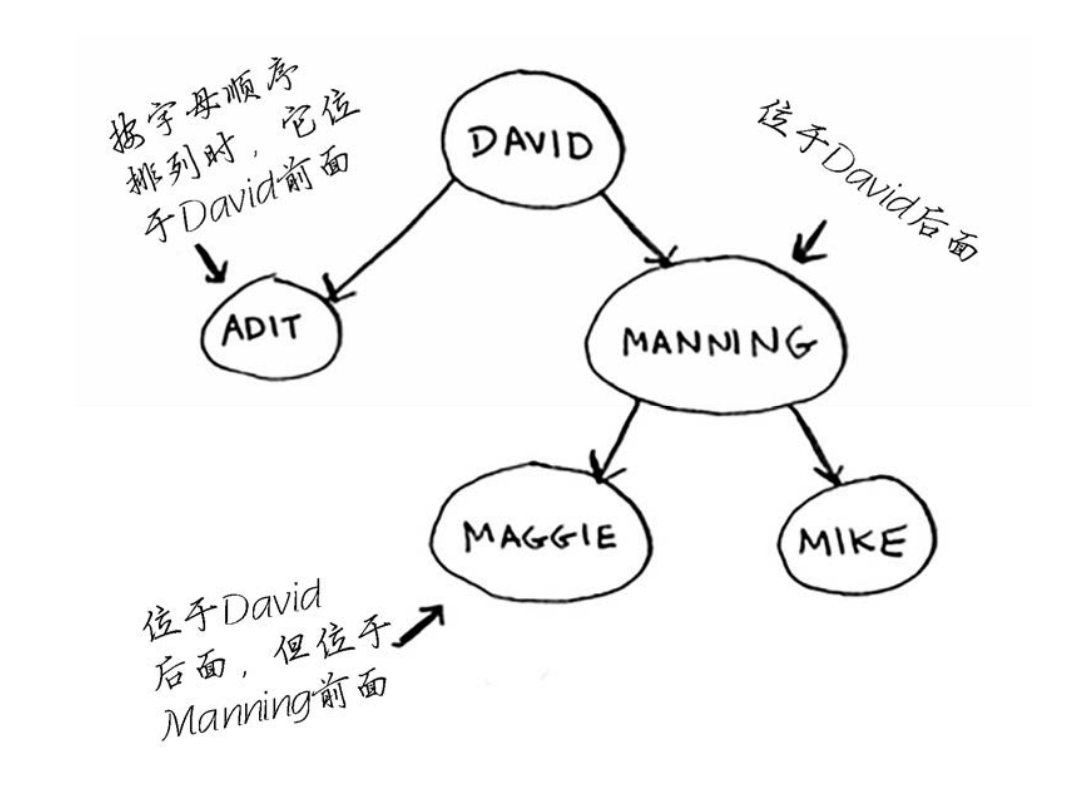 按字母顺序
排列时，它位
于David前面
DAVID
位于David后面
ADIT
MANNING
MAGGIE
MIKE
位于David
后面，但位于
Manning前面